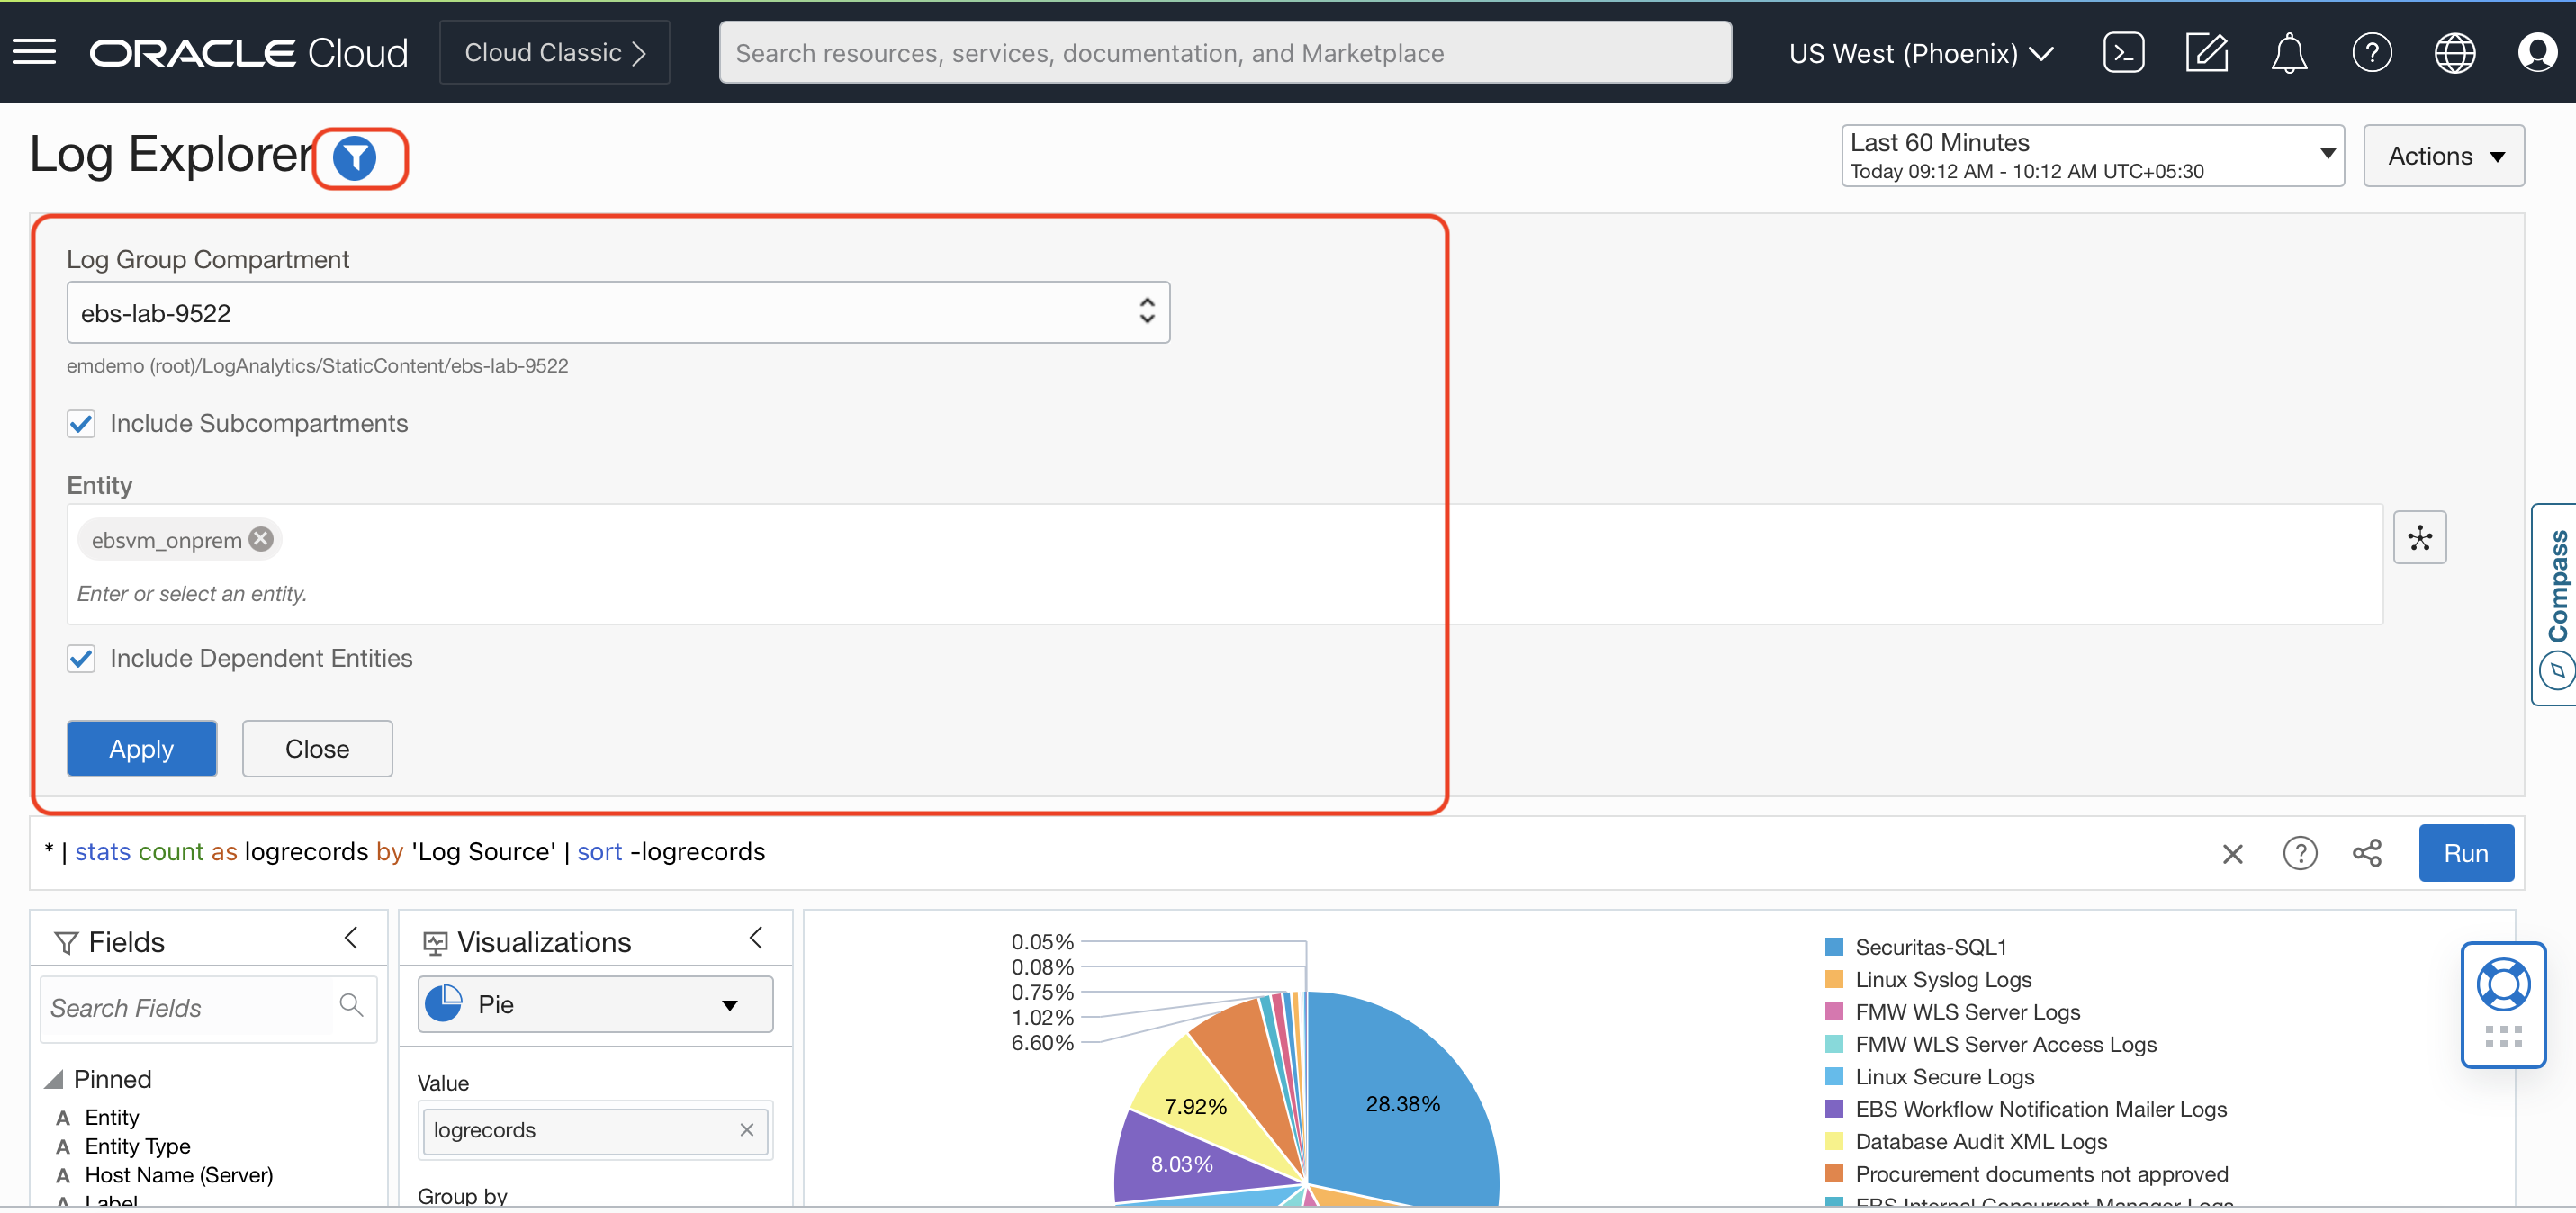 ORACLE Cloud
Cloud Classic
Search resources, services, documentation, and Marketplace
US West (Phoenix)
Log Explorer
Last 60 Minutes
Today 09:12 AM - 10:12 AM UTC+05:30
Actions
Log Group Compartment
ebs-lab-9522
emdemo (root)/LogAnalytics/StaticContent/ebs-lab-9522
Include Subcompartments
Entity
ebsvm_onprem
Enter or select an entity.
Include Dependent Entities
Apply
Close
Compass
* | stats count as logrecords by 'Log Source' | sort -logrecords
Run
Fields
Search Fields
Pinned
A Entity
A Entity Type
A Host Name (Server)
A Label
Visualizations
Pie
Value
logrecords
Group by
0.05%
0.08%
0.75%
1.02%
6.60%
7.92%
8.03%
28.38%
Securitas-SQL1
Linux Syslog Logs
FMW WLS Server Logs
FMW WLS Server Access Logs
Linux Secure Logs
EBS Workflow Notification Mailer Logs
Database Audit XML Logs
Procurement documents not approved
EBS Internal Concurrent Manager Logs